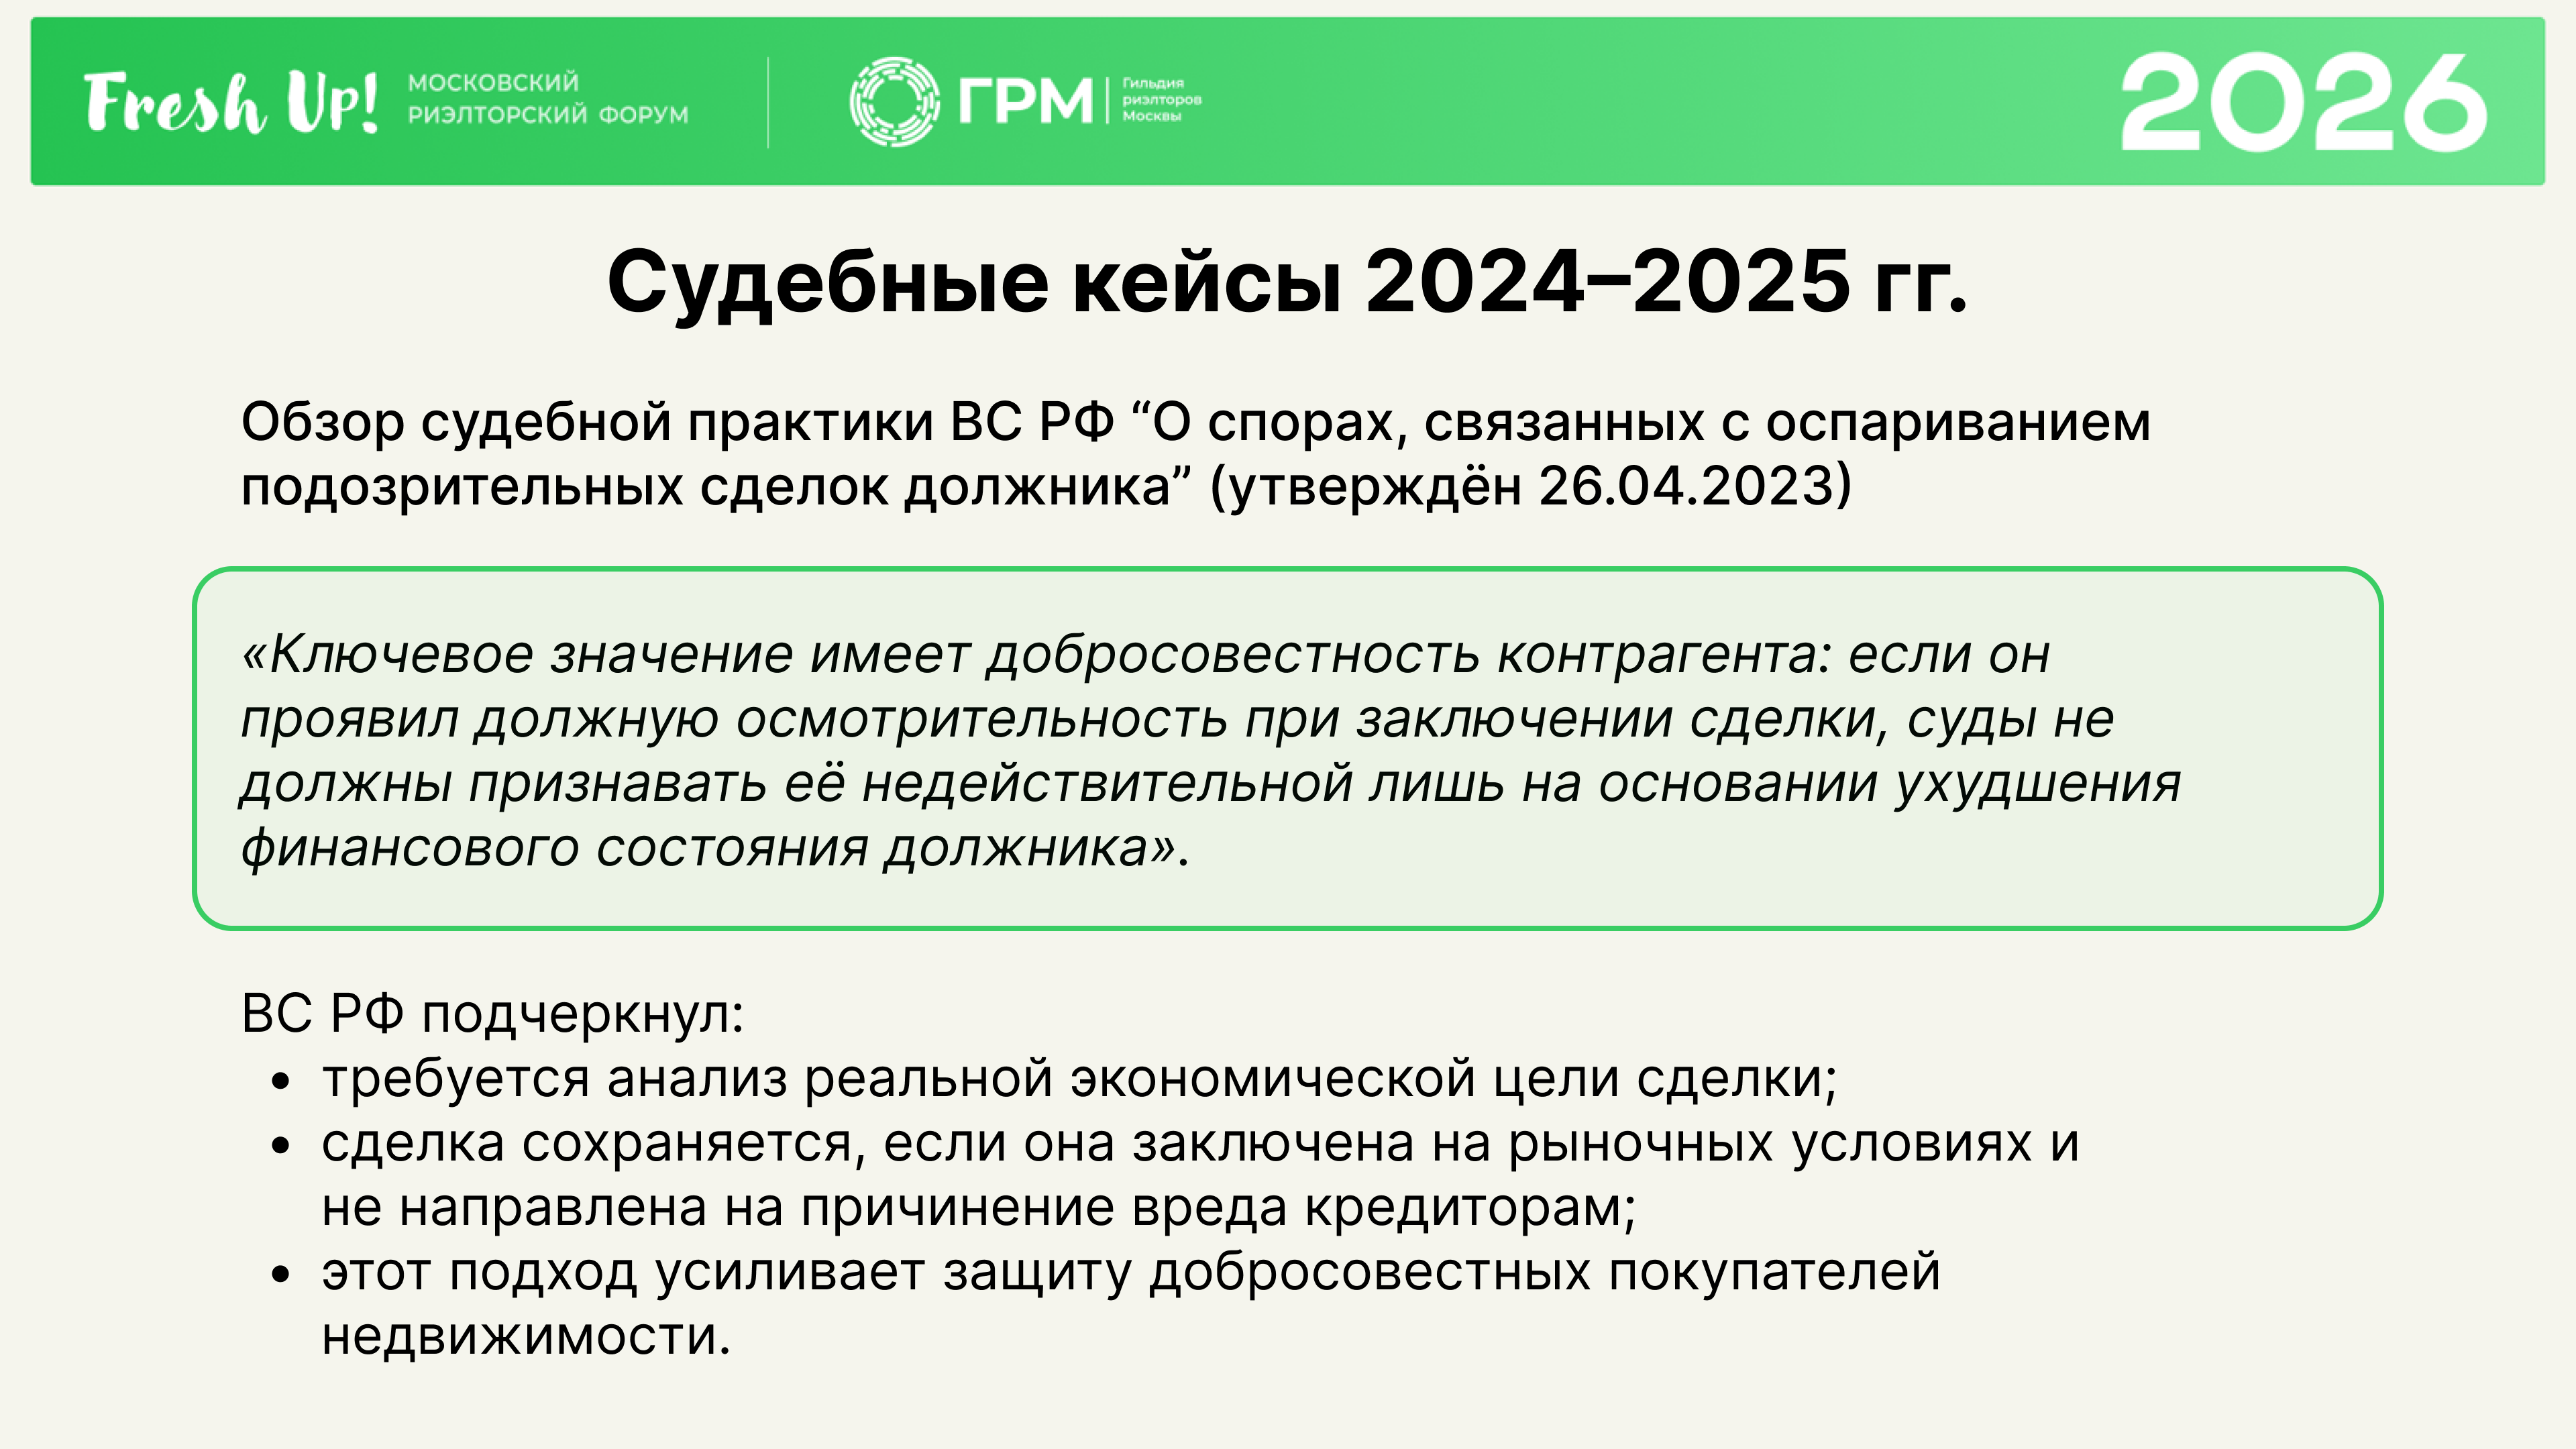 Fresh Up!
МОСКОВСКИЙ
РИЭЛТОРСКИЙ ФОРУМ
ГРМ
Гильдия
риэлторов
Москвы
2026
Судебные кейсы 2024–2025 гг.
Обзор судебной практики ВС РФ “О спорах, связанных с оспариванием
подозрительных сделок должника” (утверждён 26.04.2023)
«Ключевое значение имеет добросовестность контрагента: если он
проявил должную осмотрительность при заключении сделки, суды не
должны признавать её недействительной лишь на основании ухудшения
финансового состояния должника».
ВС РФ подчеркнул:
• требуется анализ реальной экономической цели сделки;
• сделка сохраняется, если она заключена на рыночных условиях и
не направлена на причинение вреда кредиторам;
• этот подход усиливает защиту добросовестных покупателей
недвижимости.